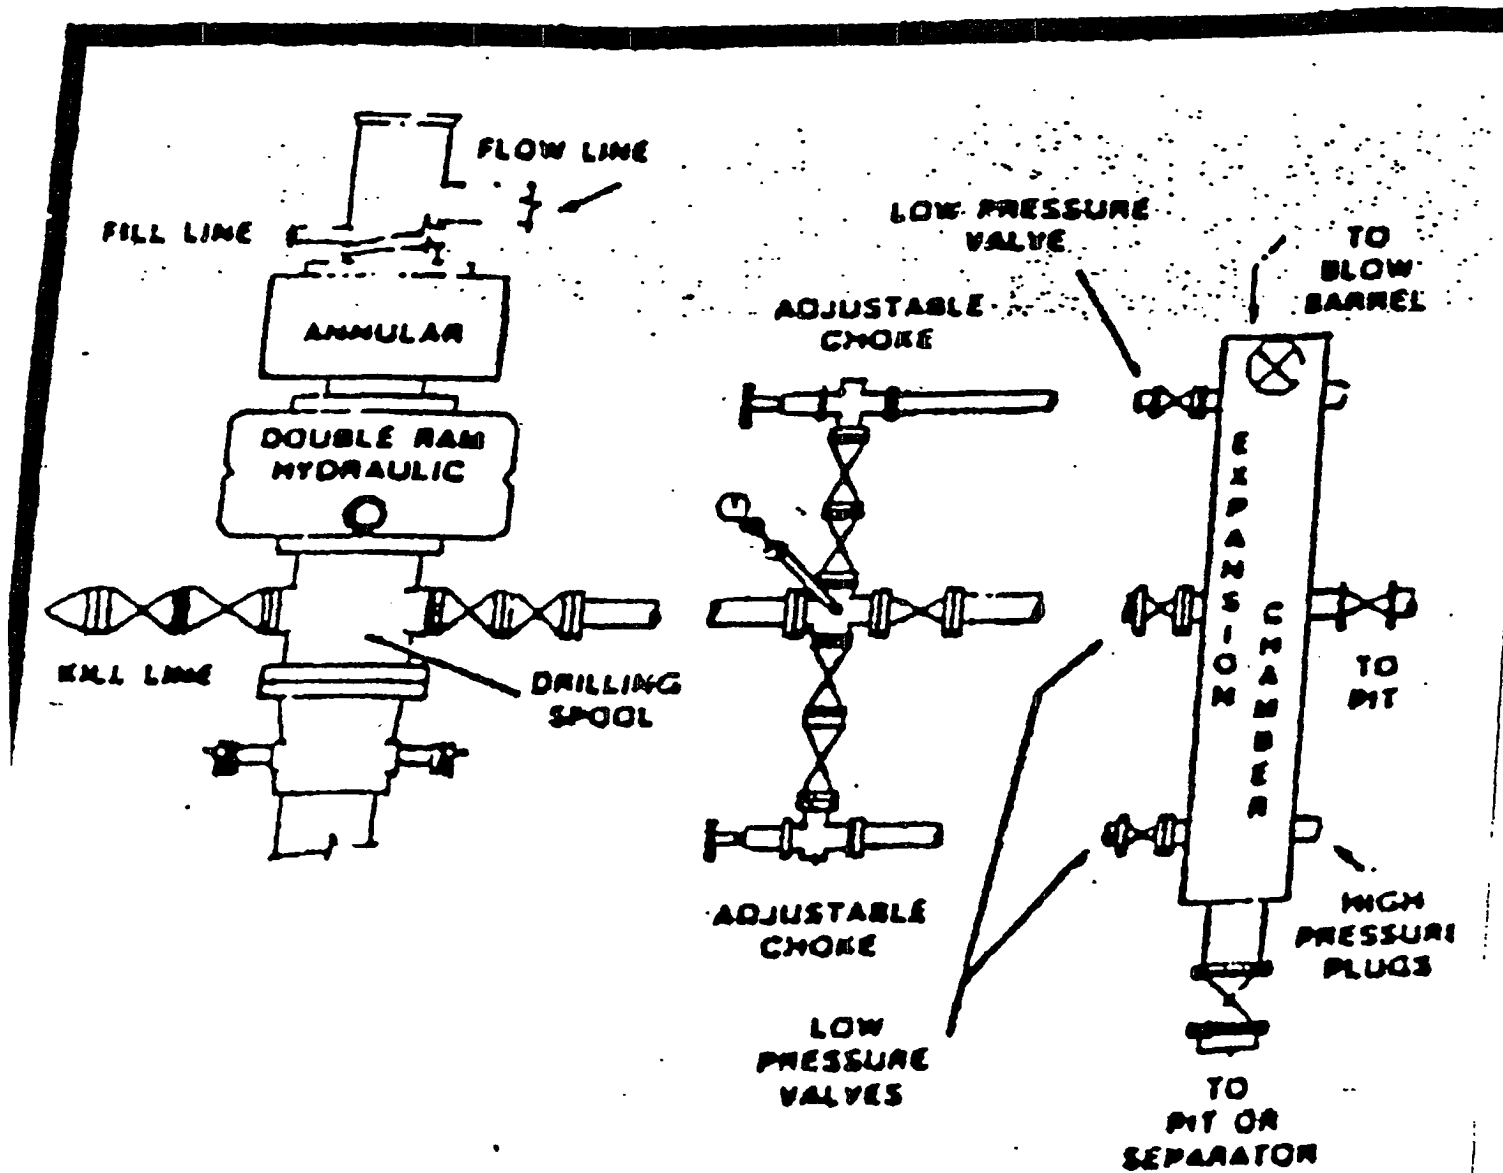 FLOW LINE
FILL LINE
ANNULAR
DOUBLE RAM
HYDRAULIC
KILL LINE
DRILLING
SPOOL
ADJUSTABLE
CHOKE
LOW PRESSURE
VALVE
TO
BLOW
BARREL
EXPANSION
CHAMBER
TO
PIT
ADJUSTABLE
CHOKE
HIGH
PRESSURE
PLUGS
LOW
PRESSURE
VALVES
TO
PIT OR
SEPARATOR